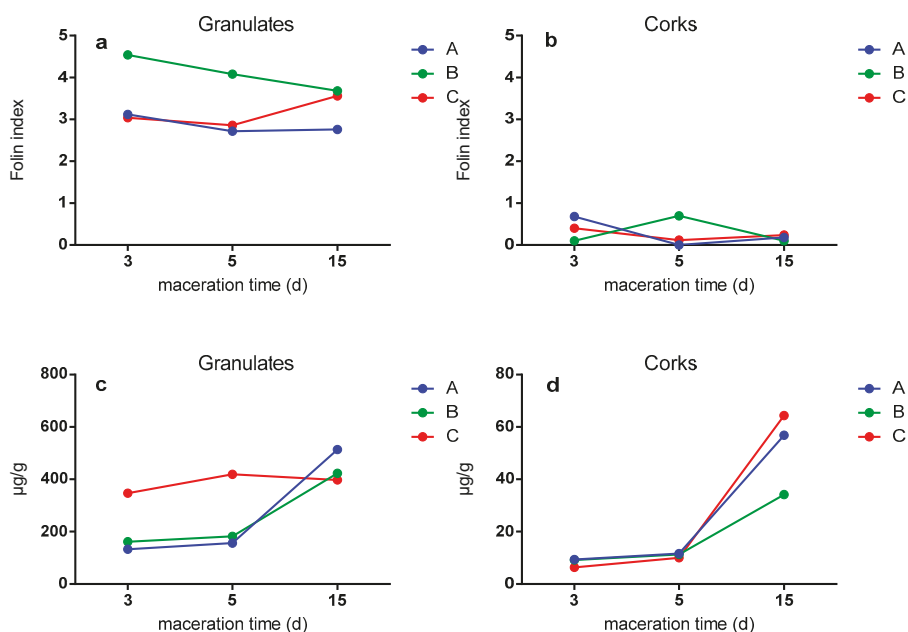 Granulates
a
A
B
C
5
4
3
2
1
0
Folin index
3 5 15
maceration time (d)
Corks
b
A
B
C
5
4
3
2
1
0
Folin index
3 5 15
maceration time (d)
Granulates
c
A
B
C
800
600
400
200
0
µg/g
3 5 15
maceration time (d)
Corks
d
A
B
C
80
60
40
20
0
µg/g
3 5 15
maceration time (d)